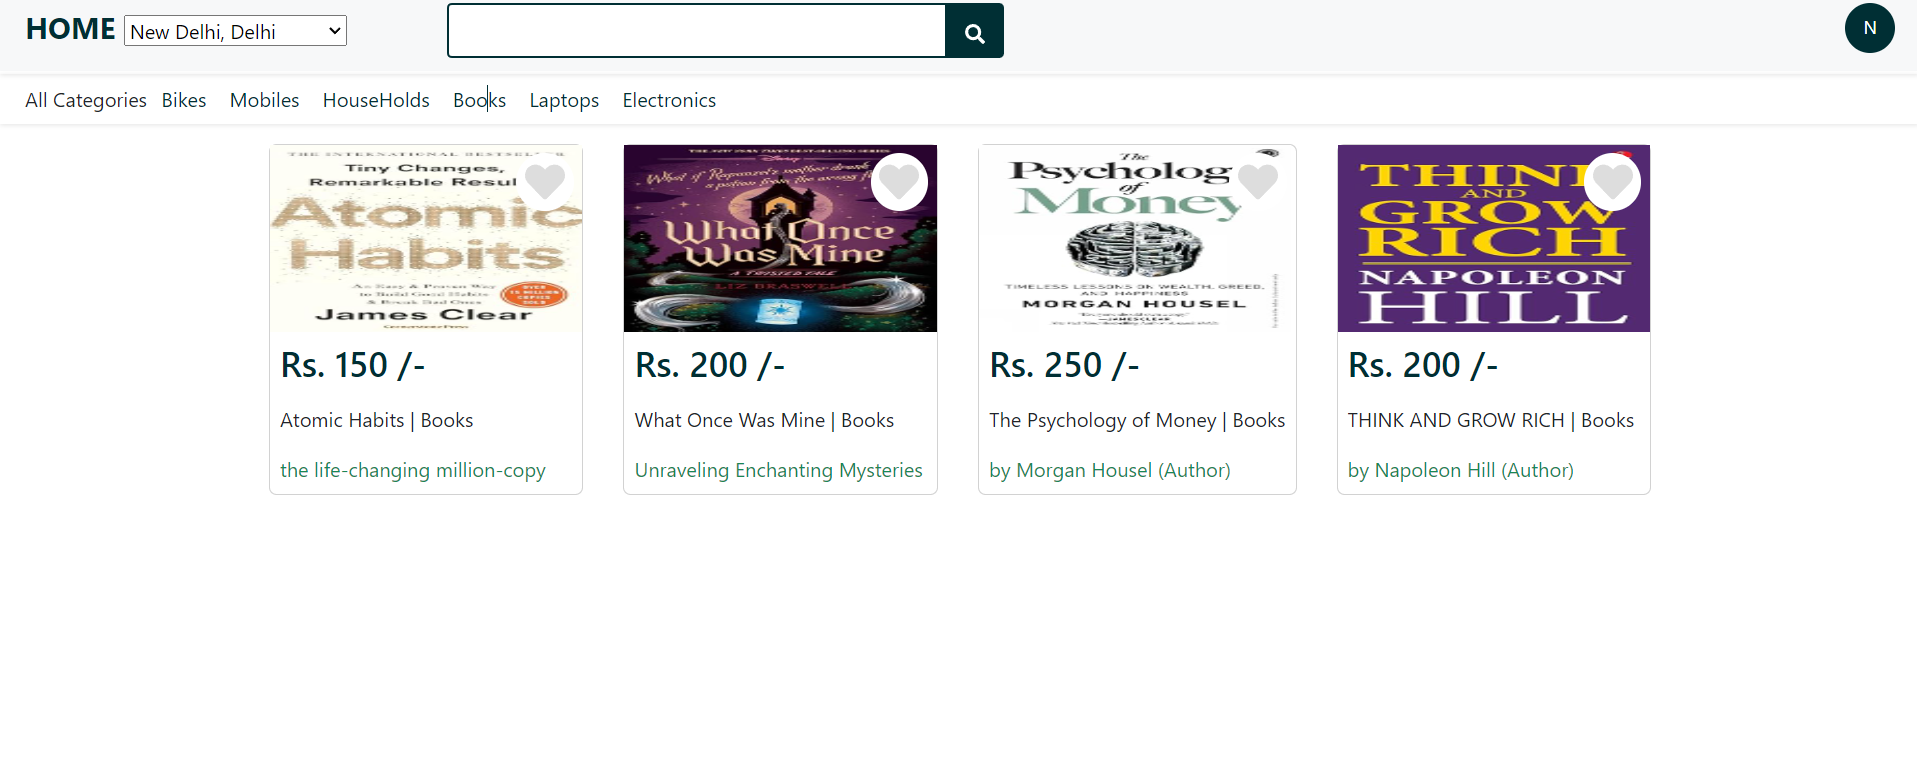 HOME New Delhi, Delhi N
All Categories Bikes Mobiles HouseHolds Books Laptops Electronics
THE INTERNATIONAL
Tiny Changes,
Remarkable Resul
Atomic
Habits
An Easy & Proven Way
to Build Good Habits
& Break Bad Ones
OVER
COPIES
SOLD
James Clear
Rs. 150 /-
Atomic Habits | Books
the life-changing million-copy
Disney
What if Rapunzel's mother drank
a potion from the wrong
What Once
Was Mine
A TWISTED TALE
LIZ BRASWELL
Rs. 200 /-
What Once Was Mine | Books
Unraveling Enchanting Mysteries
The
Psycholog
of
Money
TIMELESS LESSONS ON WEALTH, GREED,
AND HAPPINESS
MORGAN HOUSEL
Rs. 250 /-
The Psychology of Money | Books
by Morgan Housel (Author)
THINK
AND
GROW
RICH
NAPOLEON
HILL
Rs. 200 /-
THINK AND GROW RICH | Books
by Napoleon Hill (Author)